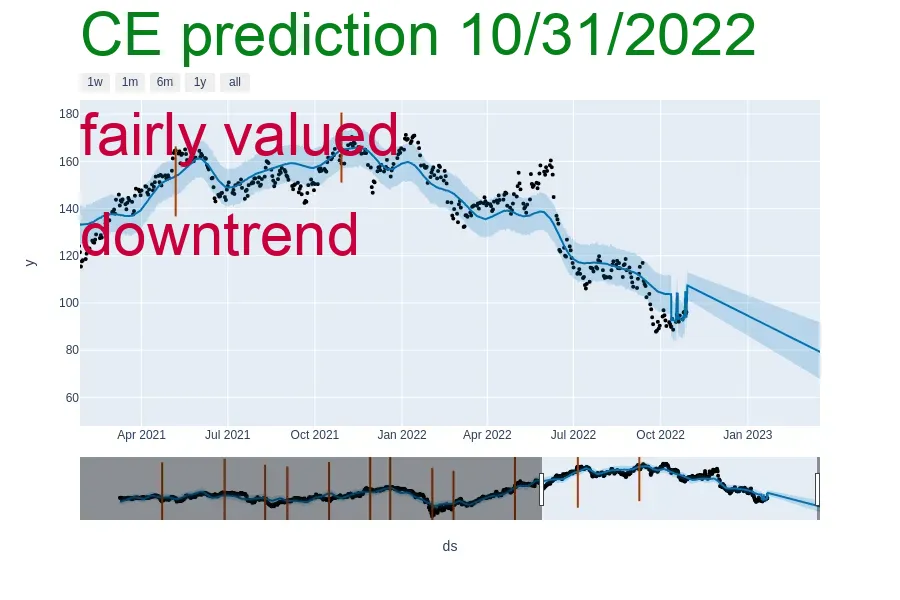 CE prediction 10/31/2022
1w 1m 6m 1y all
fairly valued
downtrend
180
160
140
120
100
80
60
y
Apr 2021 Jul 2021 Oct 2021 Jan 2022 Apr 2022 Jul 2022 Oct 2022 Jan 2023
ds